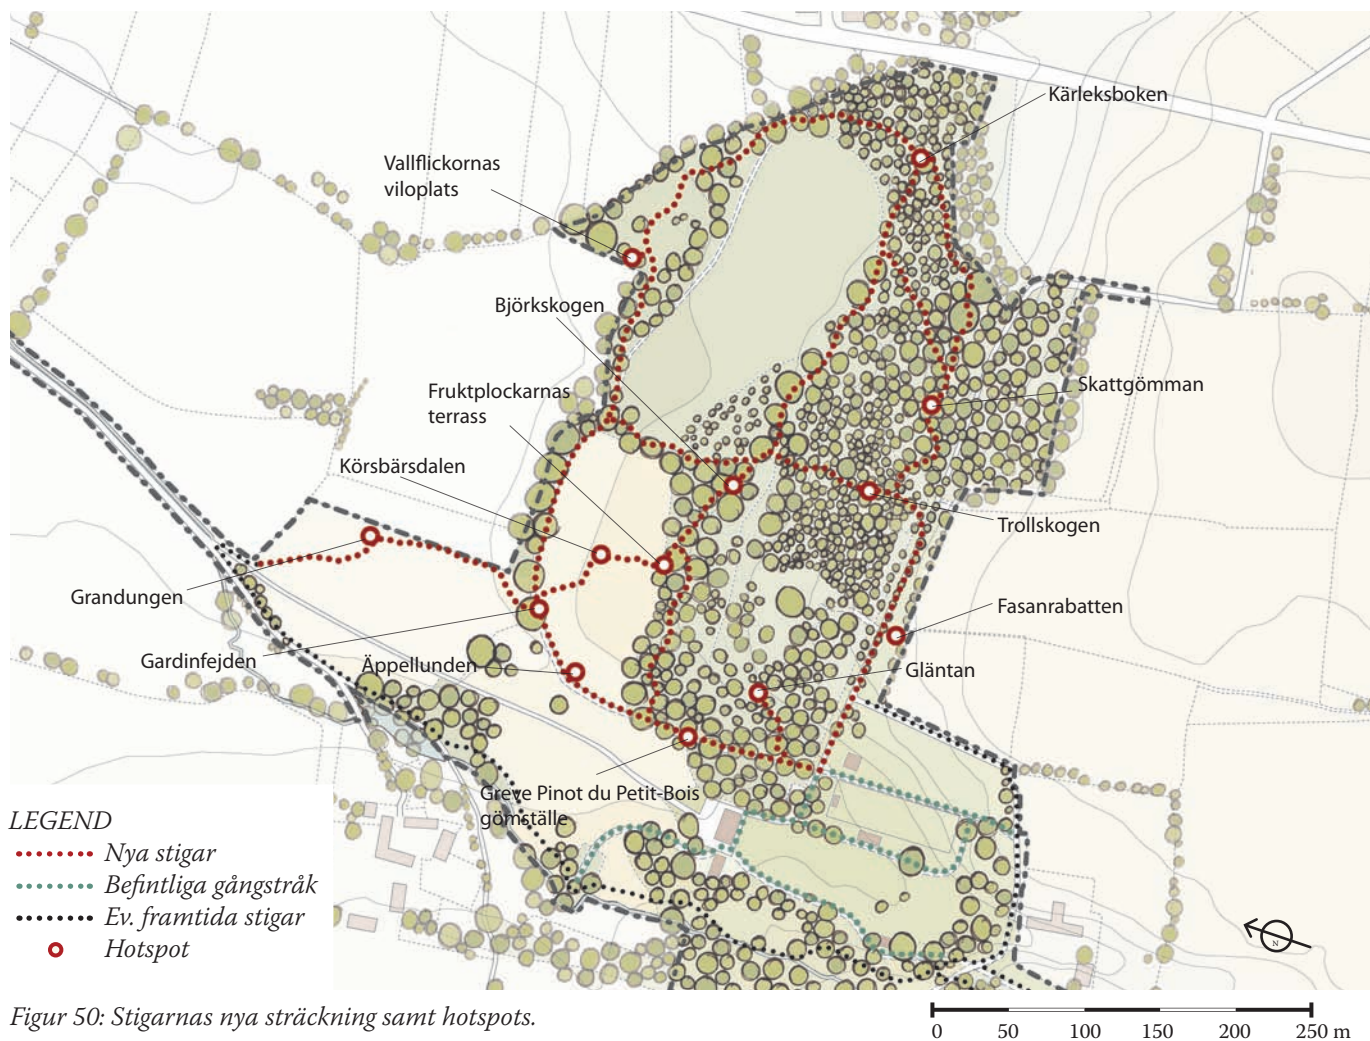 Kärleksboken
Vallflickornas
viloplats
Björkskogen
Fruktplockarnas
terrass
Skattgömman
Körsbärsdalen
Trollskogen
Grandungen
Fasanrabatten
Gardinfejden
Äppellunden
Gläntan
Greve Pinot du Petit-Bois
gömställe
LEGEND
Nya stigar
Befintliga gångstråk
Ev. framtida stigar
Hotspot
N
Figur 50: Stigarnas nya sträckning samt hotspots.
0 50 100 150 200 250 m